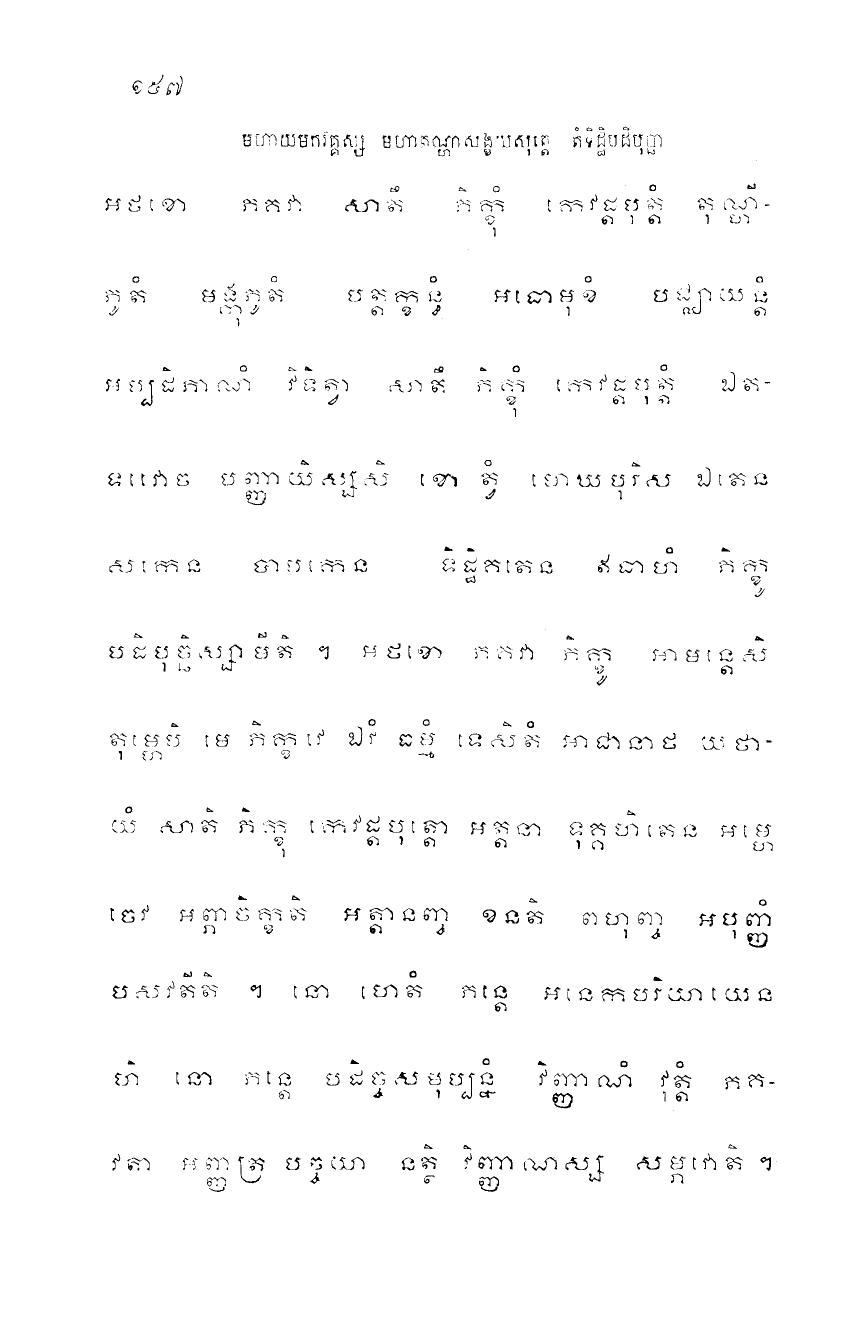 ១៥៧
មហាយមកវគ្គស្ស មហាតណ្ហាសង្ខយសុត្តេ តំទិដ្ឋិបដិបុច្ឆា
អថខោ ភគវា សាតឹ ភិក្ខុំ កេវដ្តបុត្តំ តុណ្ហី-
ភូតំ មង្កុភូតំ បត្តក្ខន្ធំ អធោមុខំ បជ្ឈាយន្តំ
អប្បដិភាណំ វិទិត្វា សាតឹ ភិក្ខុំ កេវដ្តបុត្តំ ឯត-
ទវោច បញ្ញាយិស្សសិ ខោ ត្វំ មោឃបុរិស ឯតេន
សកេន បាបកេន ទិដ្ឋិគតេន ឥធាហំ ភិក្ខូ
បដិបុច្ឆិស្សាមីតិ ។ អថខោ ភគវា ភិក្ខូ អាមន្តេសិ
តុម្ហេបិ មេ ភិក្ខវេ ឯវំ ធម្មំ ទេសិតំ អាជានាថ យថា-
យំ សាតិ ភិក្ខុ កេវដ្តបុត្តោ អត្តនា ទុគ្គហិតេន អម្ហេ
ចេវ អព្ភាចិក្ខតិ អត្តានញ្ច ខនតិ ពហុញ្ច អបុញ្ញំ
បសវតីតិ ។ នោ ហេតំ ភន្តេ អនេកបរិយាយេន
ហិ នោ ភន្តេ បដិច្ចសមុប្បន្នំ វិញ្ញាណំ វុត្តំ ភគ-
វតា អញ្ញត្រ បច្ចយា នត្ថិ វិញ្ញាណស្ស សម្ភវោតិ ។